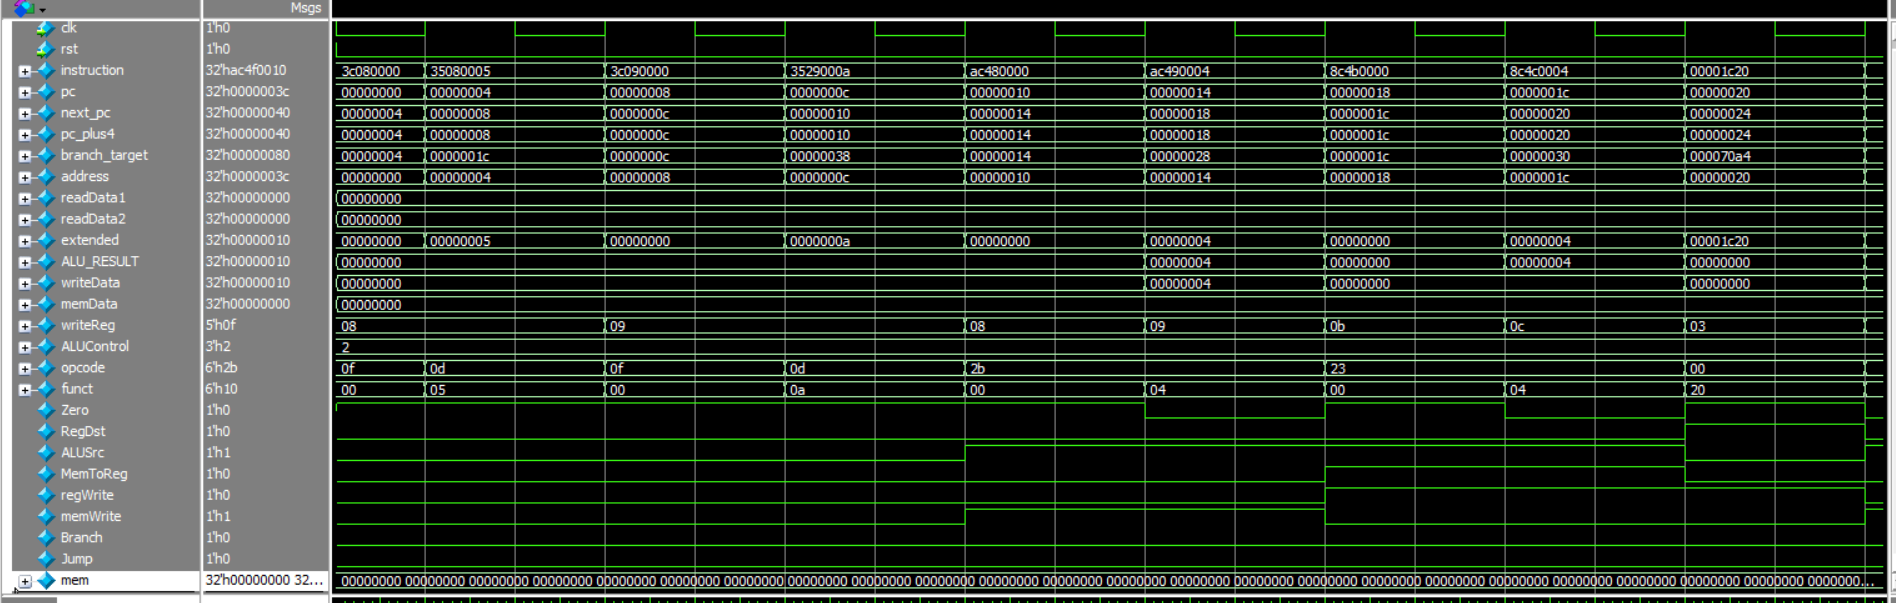 Msgs
clk 1'h0
rst 1'h0
instruction 32'hac4f0010 3c080000 35080005 3c090000 3529000a ac480000 ac490004 8c4b0000 8c4c0004 00001c20
pc 32'h0000003c 00000000 00000004 00000008 0000000c 00000010 00000014 00000018 0000001c 00000020
next_pc 32'h00000040 00000004 00000008 0000000c 00000010 00000014 00000018 0000001c 00000020 00000024
pc_plus4 32'h00000040 00000004 00000008 0000000c 00000010 00000014 00000018 0000001c 00000020 00000024
branch_target 32'h00000080 00000004 0000001c 0000000c 00000038 00000014 00000028 0000001c 00000030 000070a4
address 32'h0000003c 00000000 00000004 00000008 0000000c 00000010 00000014 00000018 0000001c 00000020
readData1 32'h00000000 00000000
readData2 32'h00000000 00000000
extended 32'h00000010 00000000 00000005 00000000 0000000a 00000000 00000004 00000000 00000004 00001c20
ALU_RESULT 32'h00000010 00000000 00000004 00000000 00000004 00000000
writeData 32'h00000010 00000000 00000004 00000000 00000000
memData 32'h00000000 00000000
writeReg 5'h0f 08 09 08 09 0b 0c 03
ALUControl 3'h2 2
opcode 6'h2b 0f 0d 0f 0d 2b 23 00
funct 6'h10 00 05 00 0a 00 04 00 04 20
Zero 1'h0
RegDst 1'h0
ALUSrc 1'h1
MemToReg 1'h0
regWrite 1'h0
memWrite 1'h1
Branch 1'h0
Jump 1'h0
mem 32'h00000000 32... 00000000 00000000 00000000 00000000 00000000 00000000 00000000 00000000 00000000 00000000 00000000 00000000 00000000 00000000 00000000 00000000 00000000 00000000 00000000 00000000 00000000 00000000 00000000 0000000...